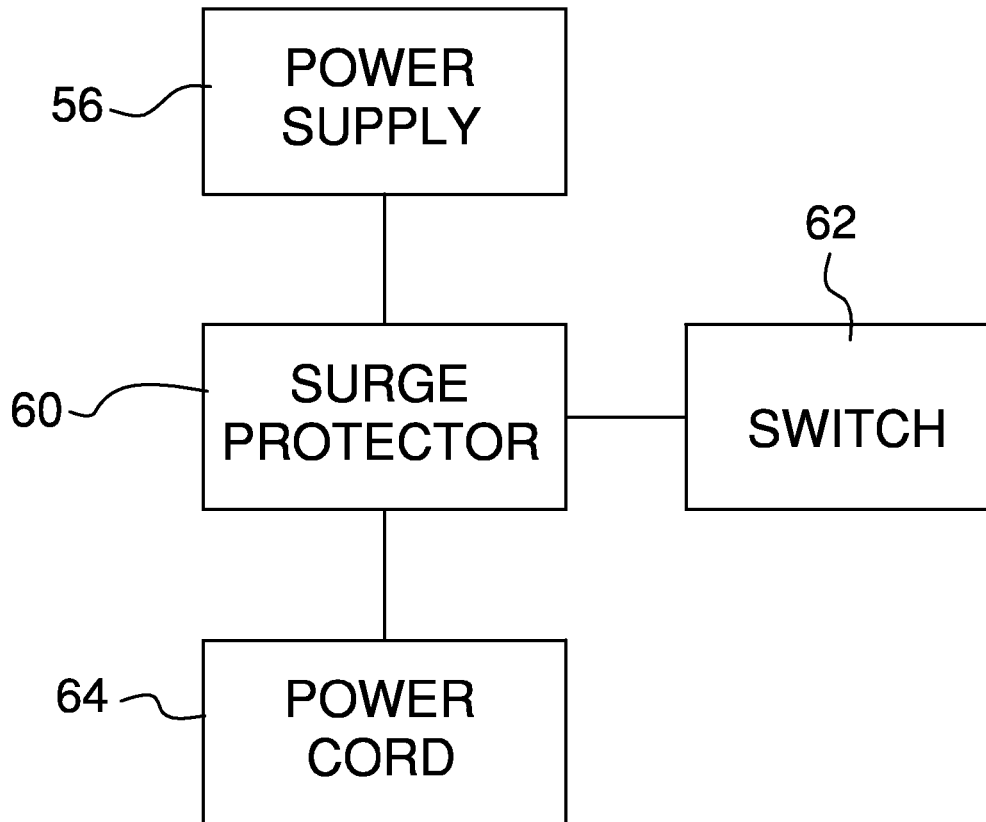 POWER
SUPPLY
56
62
SURGE
PROTECTOR
60
SWITCH
POWER
CORD
64